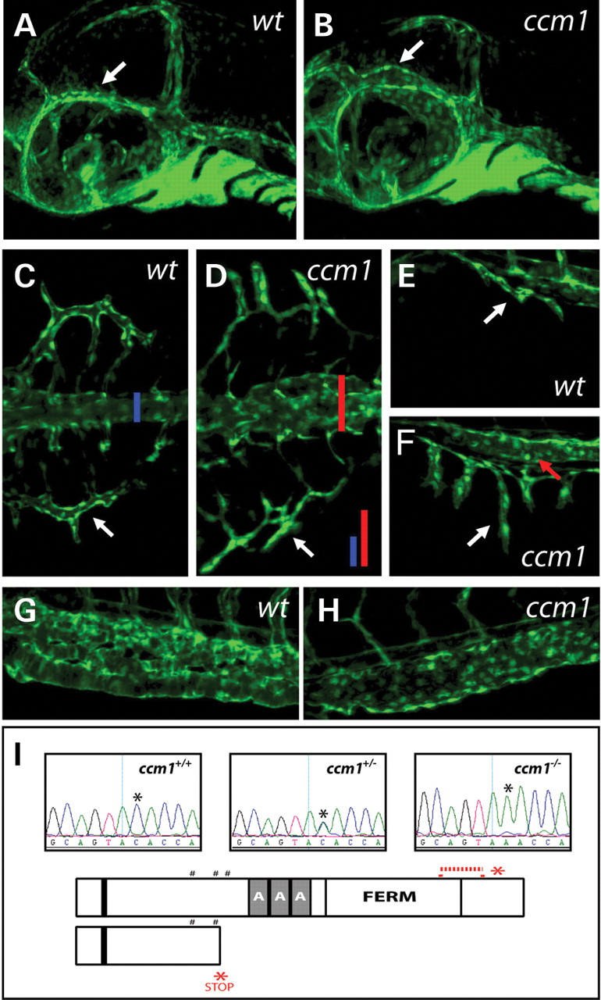 A wt
B ccm1
C wt
D ccm1
E
wt
F
ccm1
G wt
H ccm1
I
ccm1+/+
*
G C A G T A C A C C A
ccm1+/-
*
G C A G T A C A C C A
ccm1-/-
*
G C A G T A A A C C A
# # # *
A A A FERM
# #
*
STOP